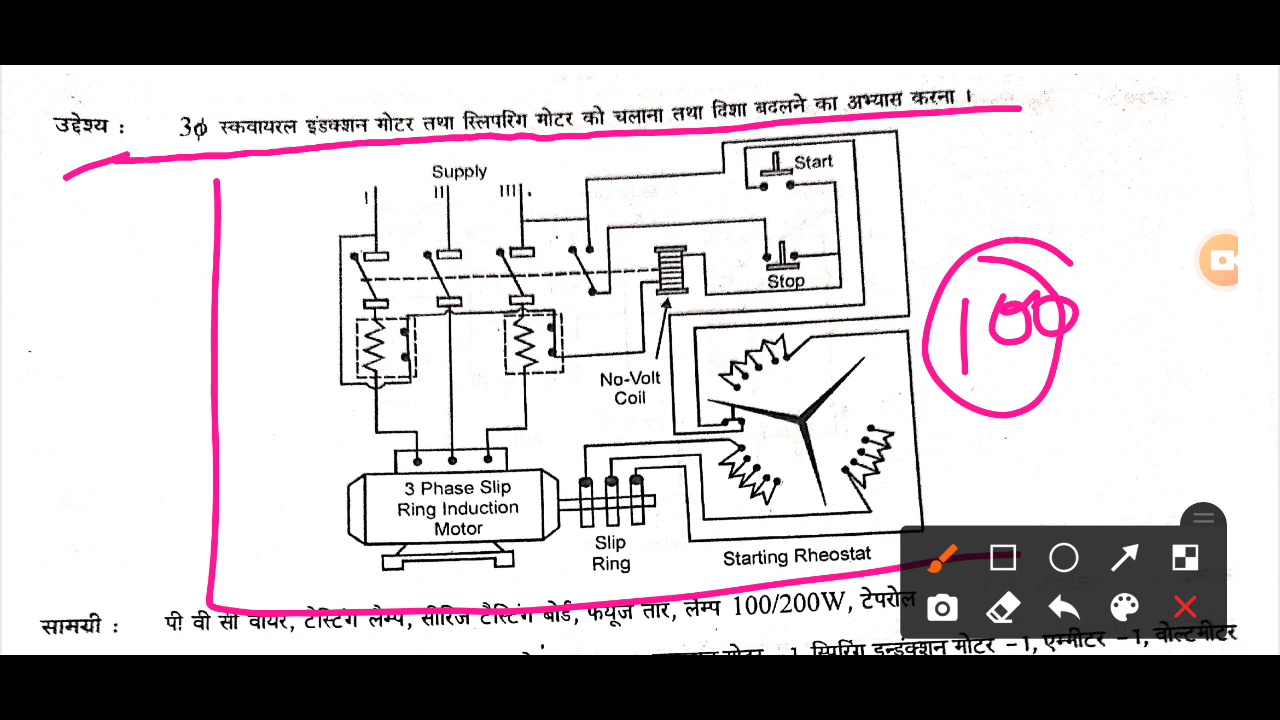 उद्देश्य : 3ϕ स्कवायरल इंडक्शन मोटर तथा स्लिपरिंग मोटर को चलाना तथा दिशा बदलने का अभ्यास करना ।
Supply
I II III
Start
Stop
No-Volt
Coil
100
3 Phase Slip
Ring Induction
Motor
Slip
Ring
Starting Rheostat
सामग्री : पी वी सी वायर, टेस्टिंग लेम्प, सीरिज टैस्टिंग बोर्ड, फयूज तार, लेम्प 100/200W, टेपरोल
स्पिरिंग इन्डक्शन मोटर -1, एम्मीटर -1, वोल्टमीटर